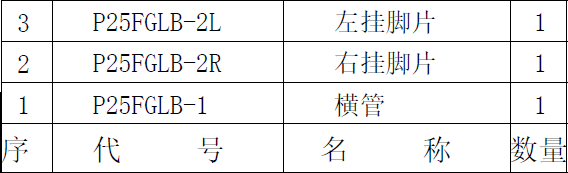 3 P25FGLB-2L 左挂脚片 1
2 P25FGLB-2R 右挂脚片 1
1 P25FGLB-1 横管 1
序 代 号 名 称 数量